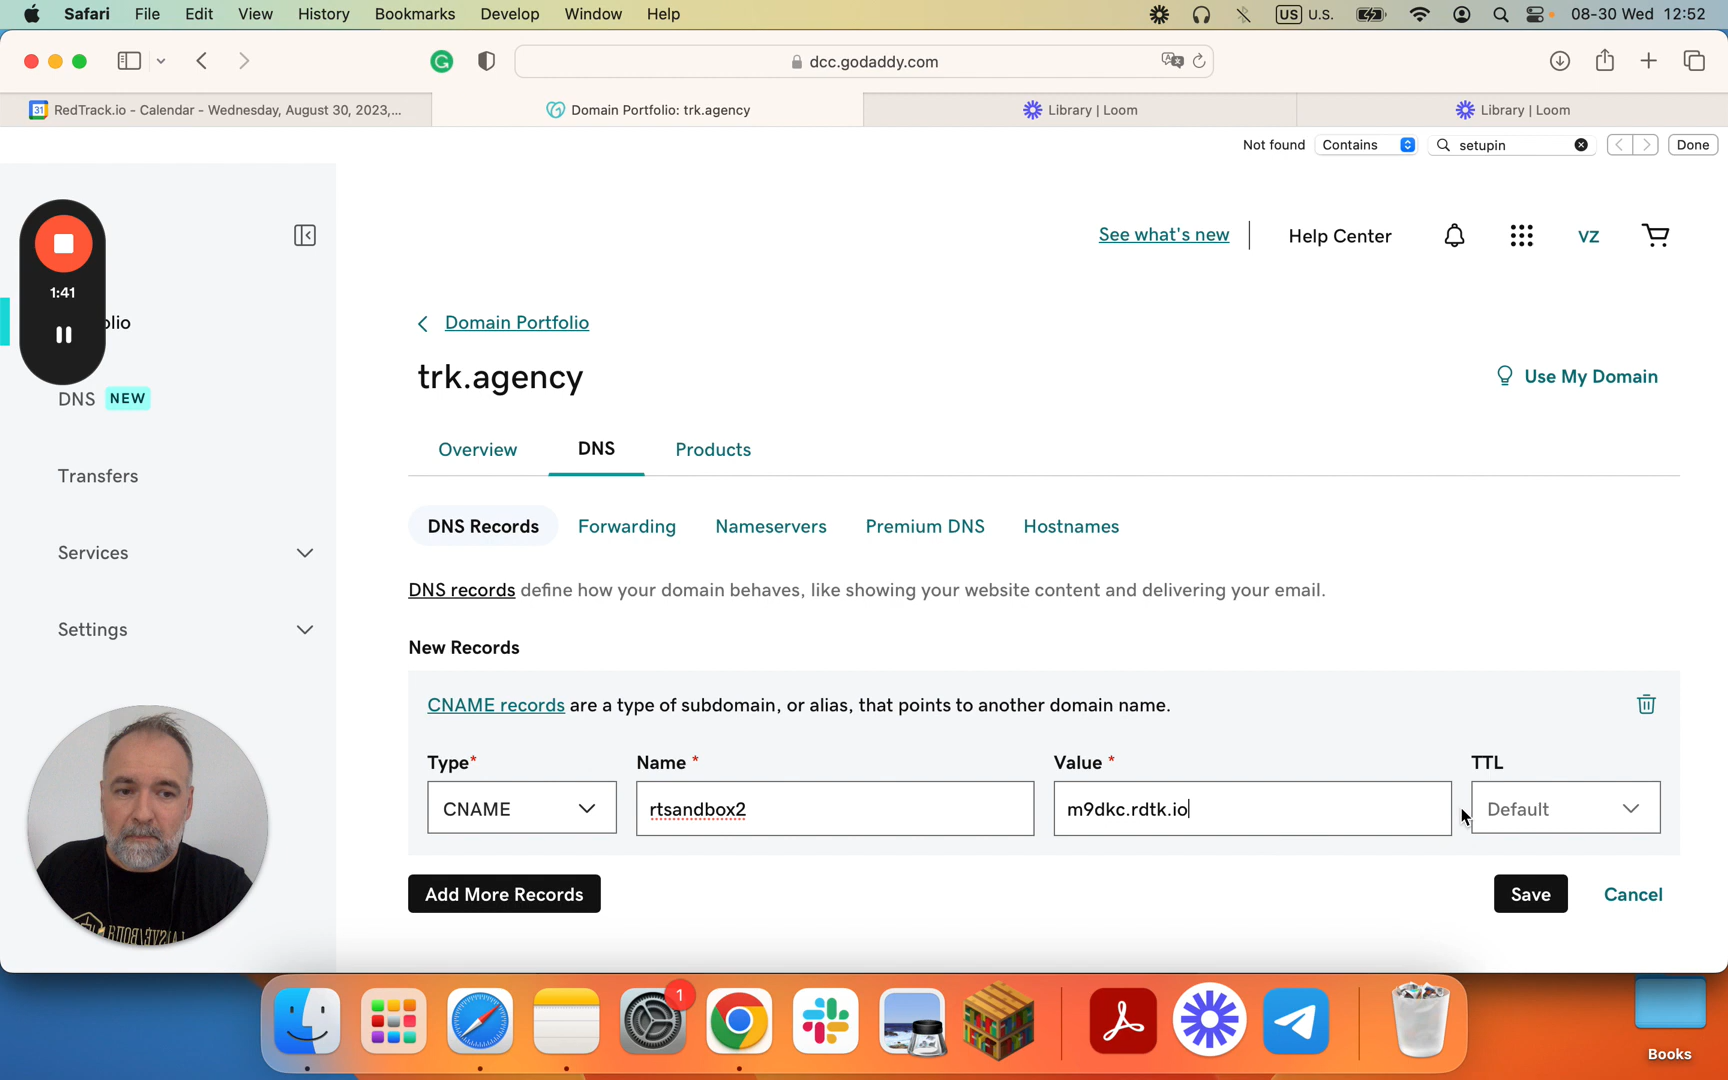 Safari File Edit View History Bookmarks Develop Window Help
US U.S. 08-30 Wed 12:52
dcc.godaddy.com
31 RedTrack.io - Calendar - Wednesday, August 30, 2023,...
Domain Portfolio: trk.agency
Library | Loom
Library | Loom
Not found Contains setupin Done
See what's new Help Center VZ
1:41
olio
DNS NEW
Transfers
Services
Settings
Domain Portfolio
trk.agency
Use My Domain
Overview DNS Products
DNS Records Forwarding Nameservers Premium DNS Hostnames
DNS records define how your domain behaves, like showing your website content and delivering your email.
New Records
CNAME records are a type of subdomain, or alias, that points to another domain name.
Type* Name * Value * TTL
CNAME rtsandbox2 m9dkc.rdtk.io Default
Add More Records Save Cancel
1
Books